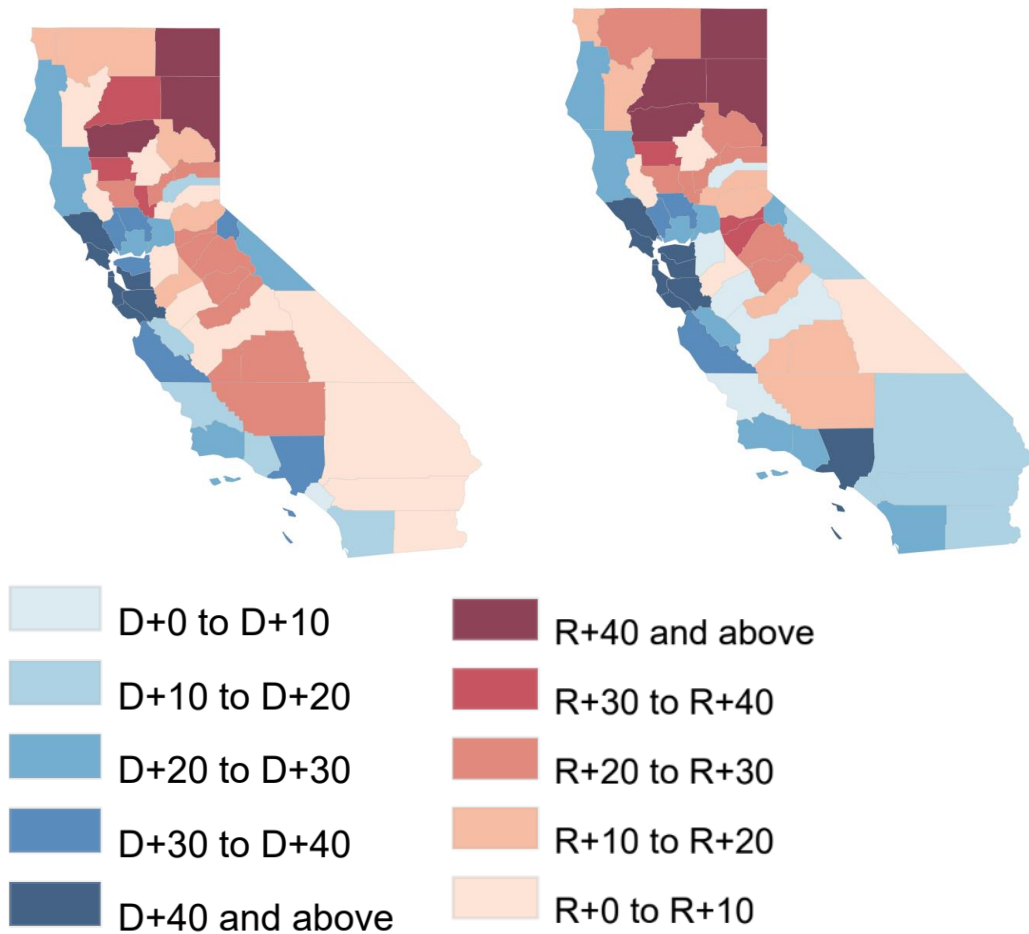 D+0 to D+10
D+10 to D+20
D+20 to D+30
D+30 to D+40
D+40 and above
R+40 and above
R+30 to R+40
R+20 to R+30
R+10 to R+20
R+0 to R+10